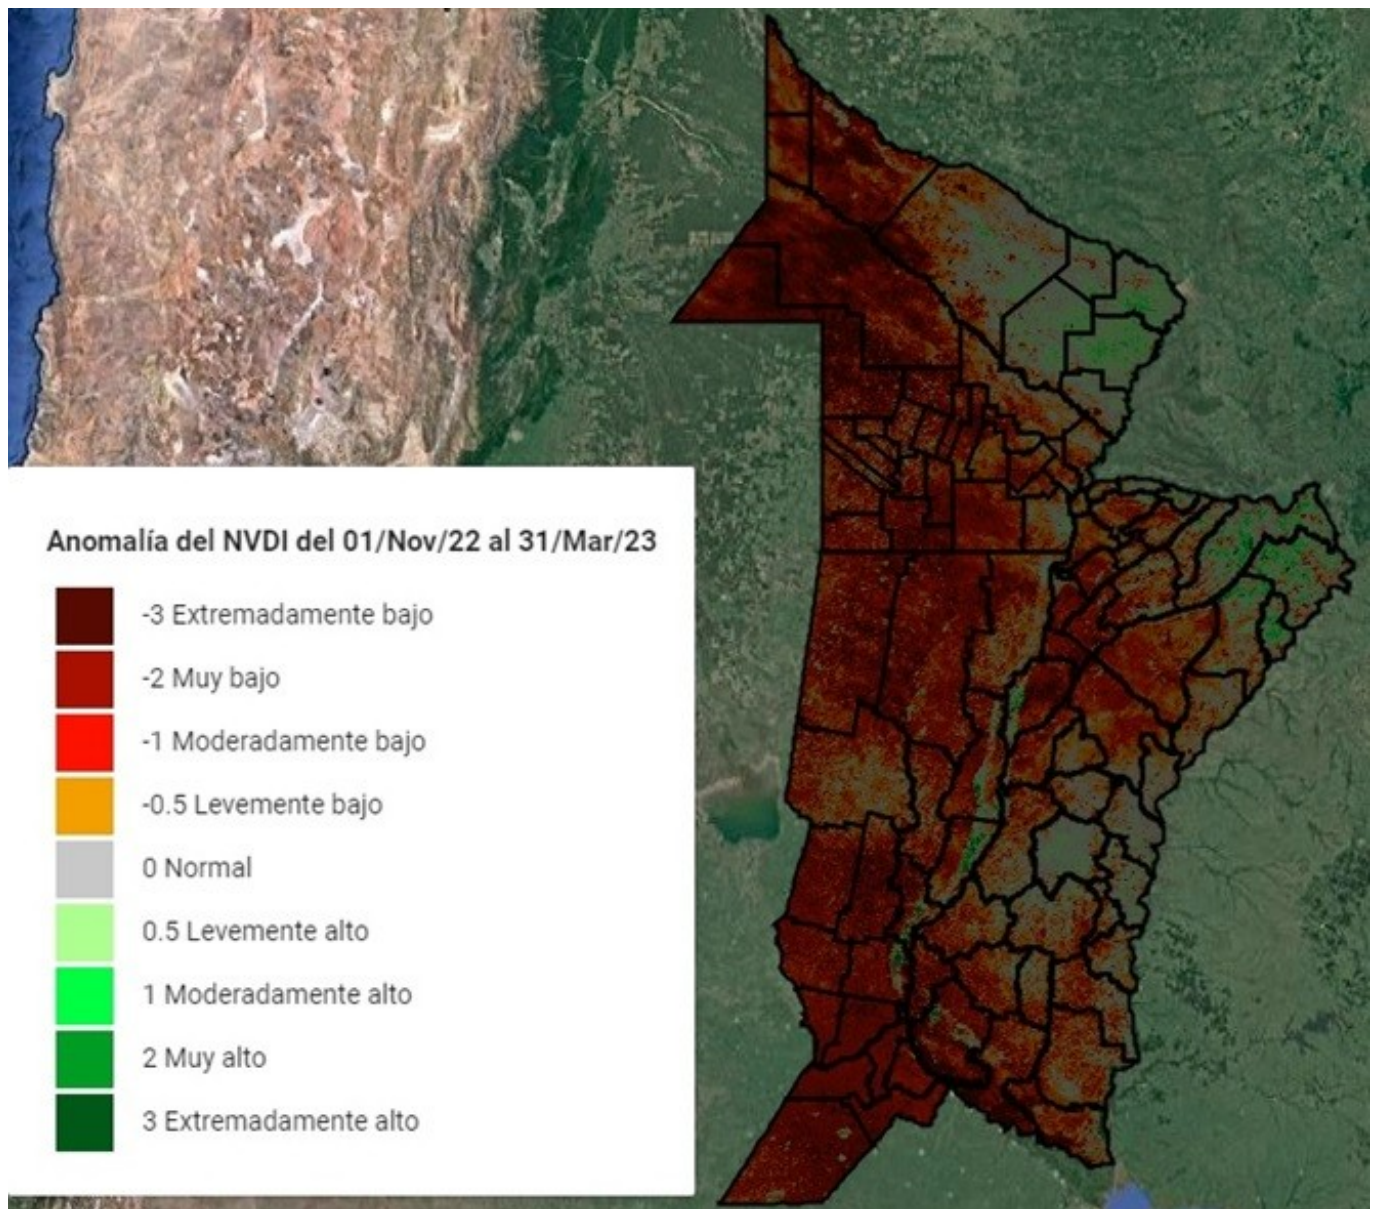 Anomalía del NVDI del 01/Nov/22 al 31/Mar/23
-3 Extremadamente bajo
-2 Muy bajo
-1 Moderadamente bajo
-0.5 Levemente bajo
0 Normal
0.5 Levemente alto
1 Moderadamente alto
2 Muy alto
3 Extremadamente alto